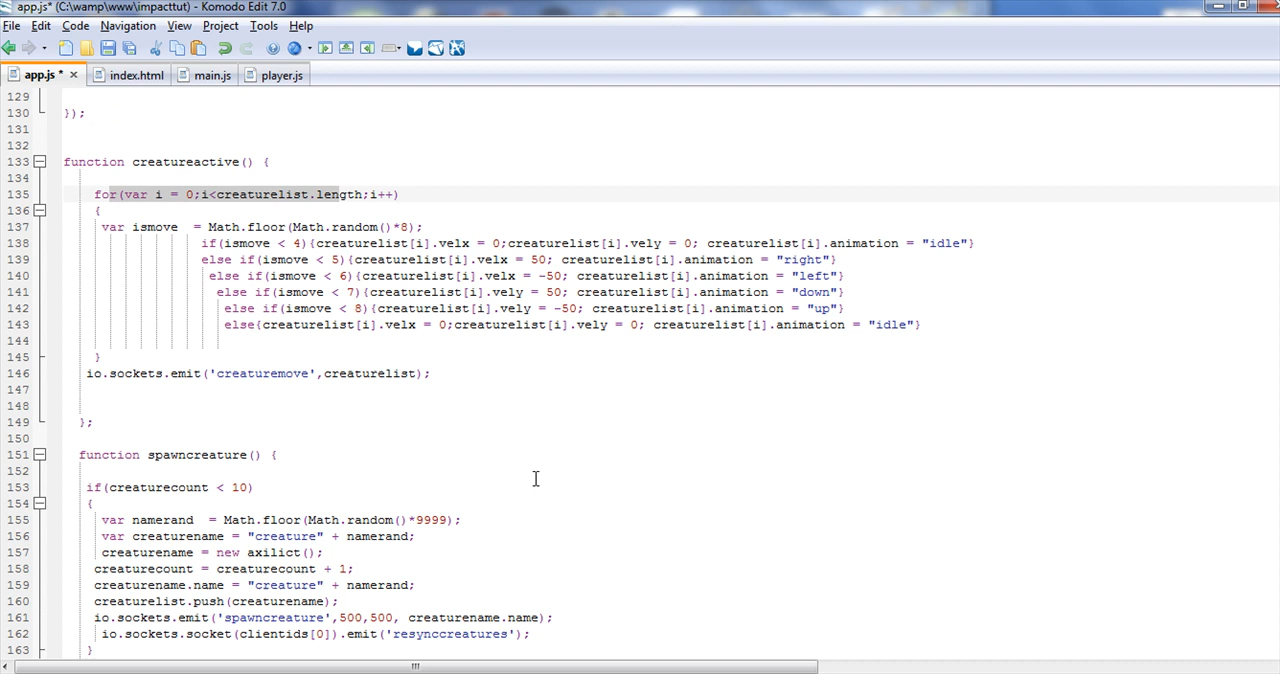 app.js* (C:\wamp\www\impacttut) - Komodo Edit 7.0
File Edit Code Navigation View Project Tools Help
app.js * index.html main.js player.js
129
130 });
131
132
133 function creatureactive() {
134
135 for(var i = 0;i<creaturelist.length;i++)
136 {
137 var ismove  = Math.floor(Math.random()*8);
138 if(ismove < 4){creaturelist[i].velx = 0;creaturelist[i].vely = 0; creaturelist[i].animation = "idle"}
139 else if(ismove < 5){creaturelist[i].velx = 50; creaturelist[i].animation = "right"}
140 else if(ismove < 6){creaturelist[i].velx = -50; creaturelist[i].animation = "left"}
141 else if(ismove < 7){creaturelist[i].vely = 50; creaturelist[i].animation = "down"}
142 else if(ismove < 8){creaturelist[i].vely = -50; creaturelist[i].animation = "up"}
143 else{creaturelist[i].velx = 0;creaturelist[i].vely = 0; creaturelist[i].animation = "idle"}
144
145 }
146 io.sockets.emit('creaturemove',creaturelist);
147
148
149 };
150
151 function spawncreature() {
152
153 if(creaturecount < 10)
154 {
155 var namerand  = Math.floor(Math.random()*9999);
156 var creaturename = "creature" + namerand;
157 creaturename = new axilict();
158 creaturecount = creaturecount + 1;
159 creaturename.name = "creature" + namerand;
160 creaturelist.push(creaturename);
161 io.sockets.emit('spawncreature',500,500, creaturename.name);
162 io.sockets.socket(clientids[0]).emit('resynccreatures');
163 }